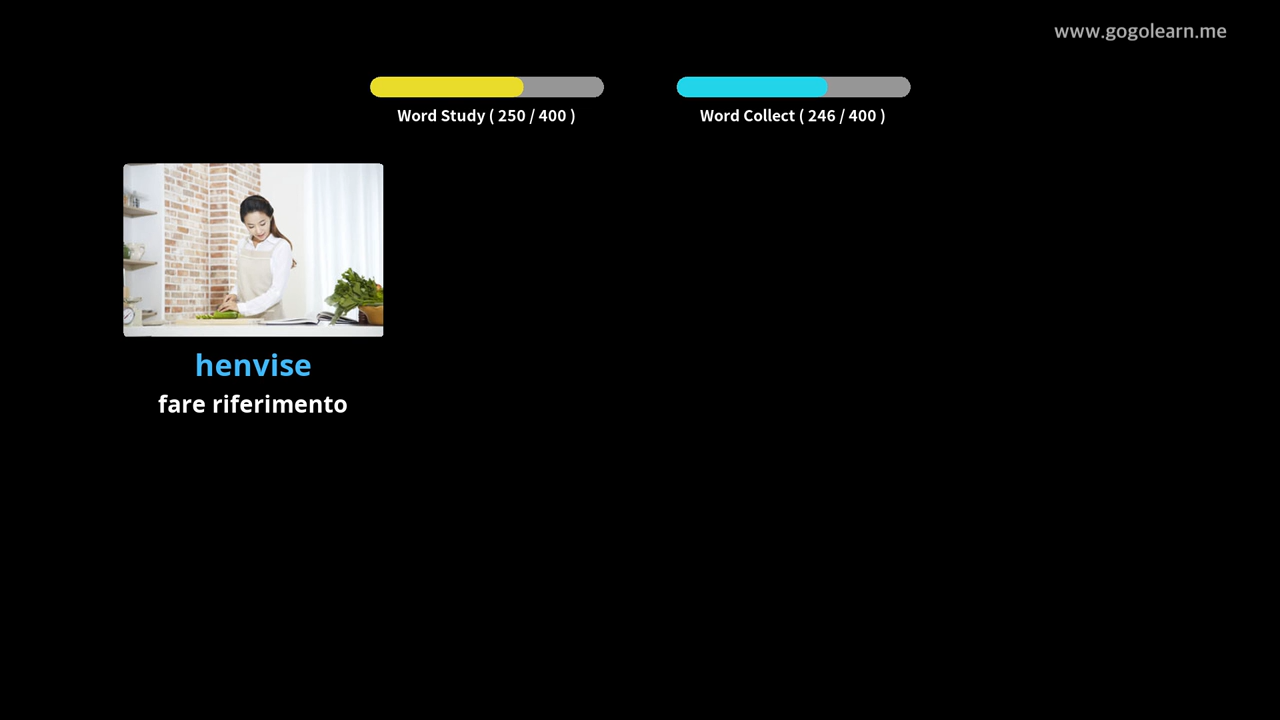 www.gogolearn.me
Word Study ( 250 / 400 )
Word Collect ( 246 / 400 )
henvise
fare riferimento